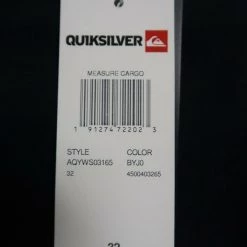 QUIKSILVER
MEASURE CARGO
1 91274 72202 3
STYLE COLOR
AQYWS03165 BYJ0
32 4500403265
32